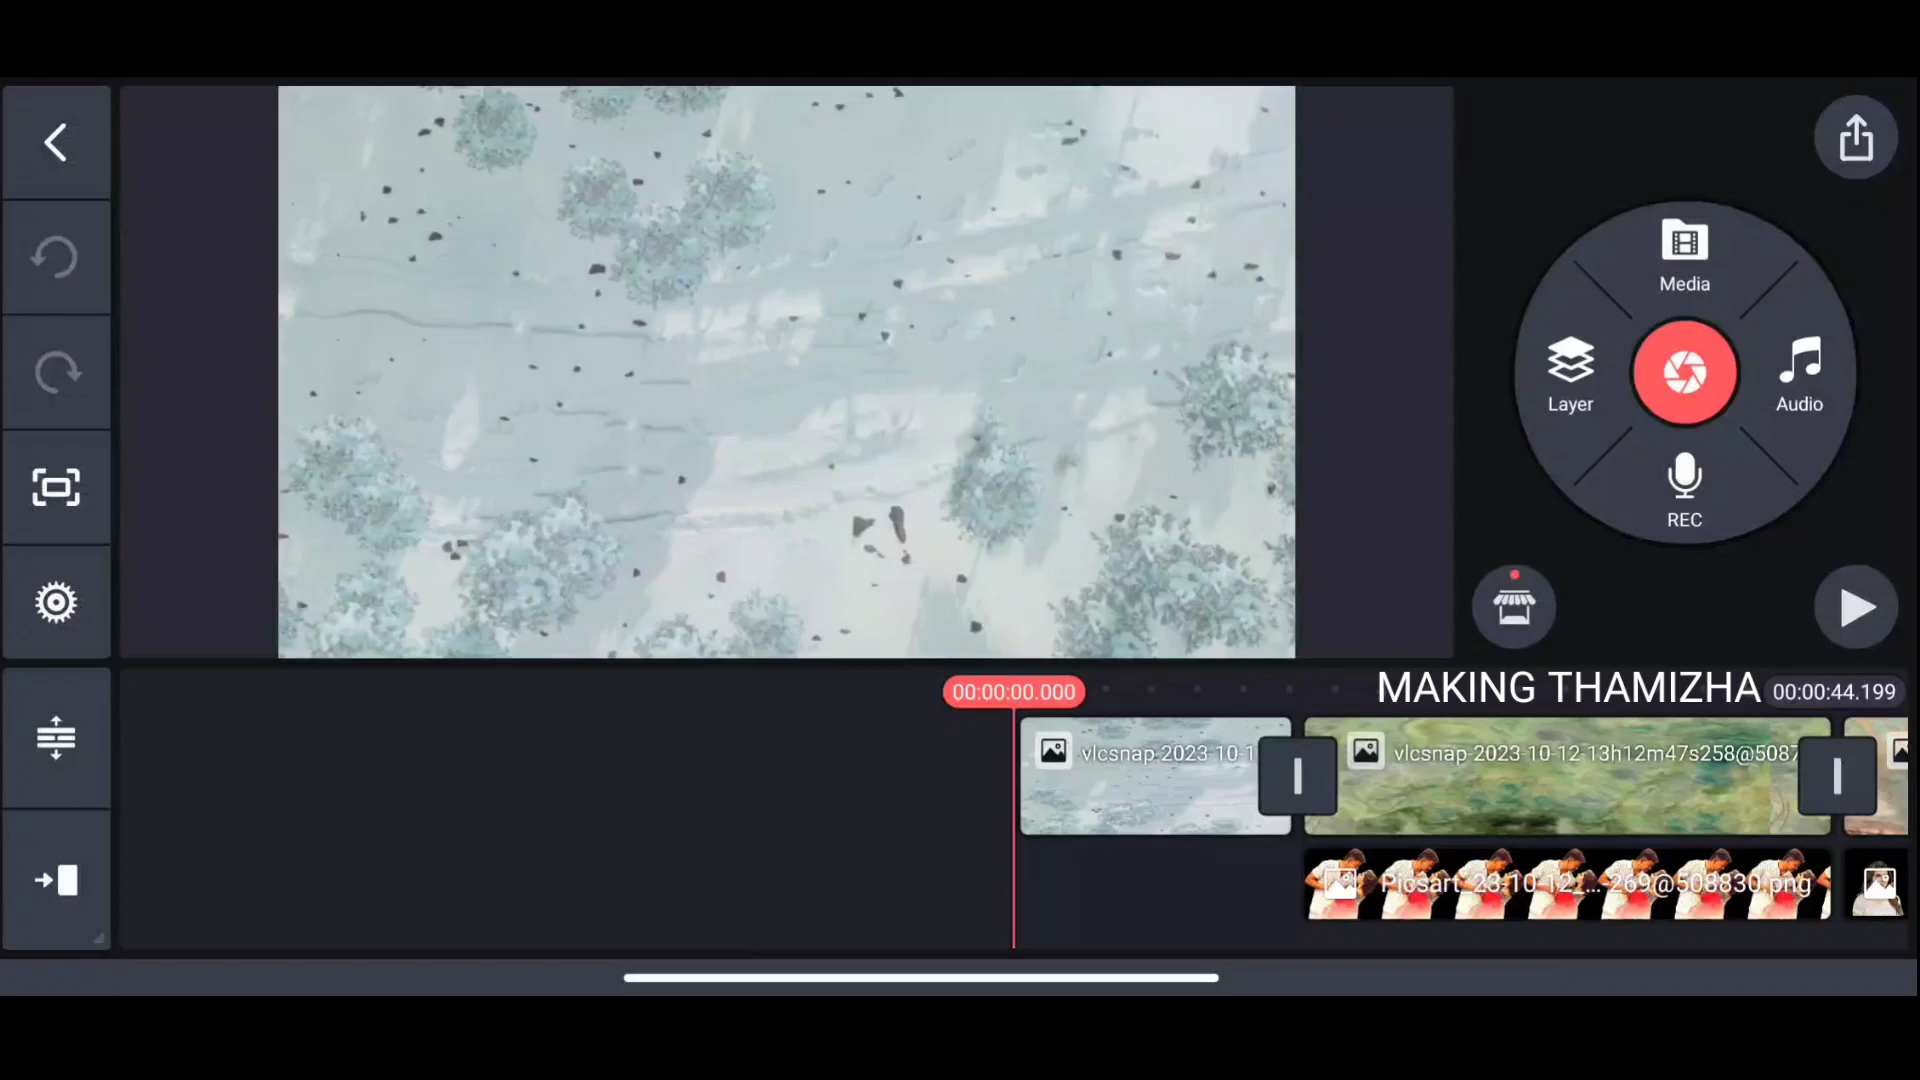 Media
Layer
Audio
REC
MAKING THAMIZHA
00:00:00.000
00:00:44.199
vlcsnap-2023-10-1
vlcsnap-2023-10-12-13h12m47s258@5087
Picsart_23-10-12_...-269@508830.png